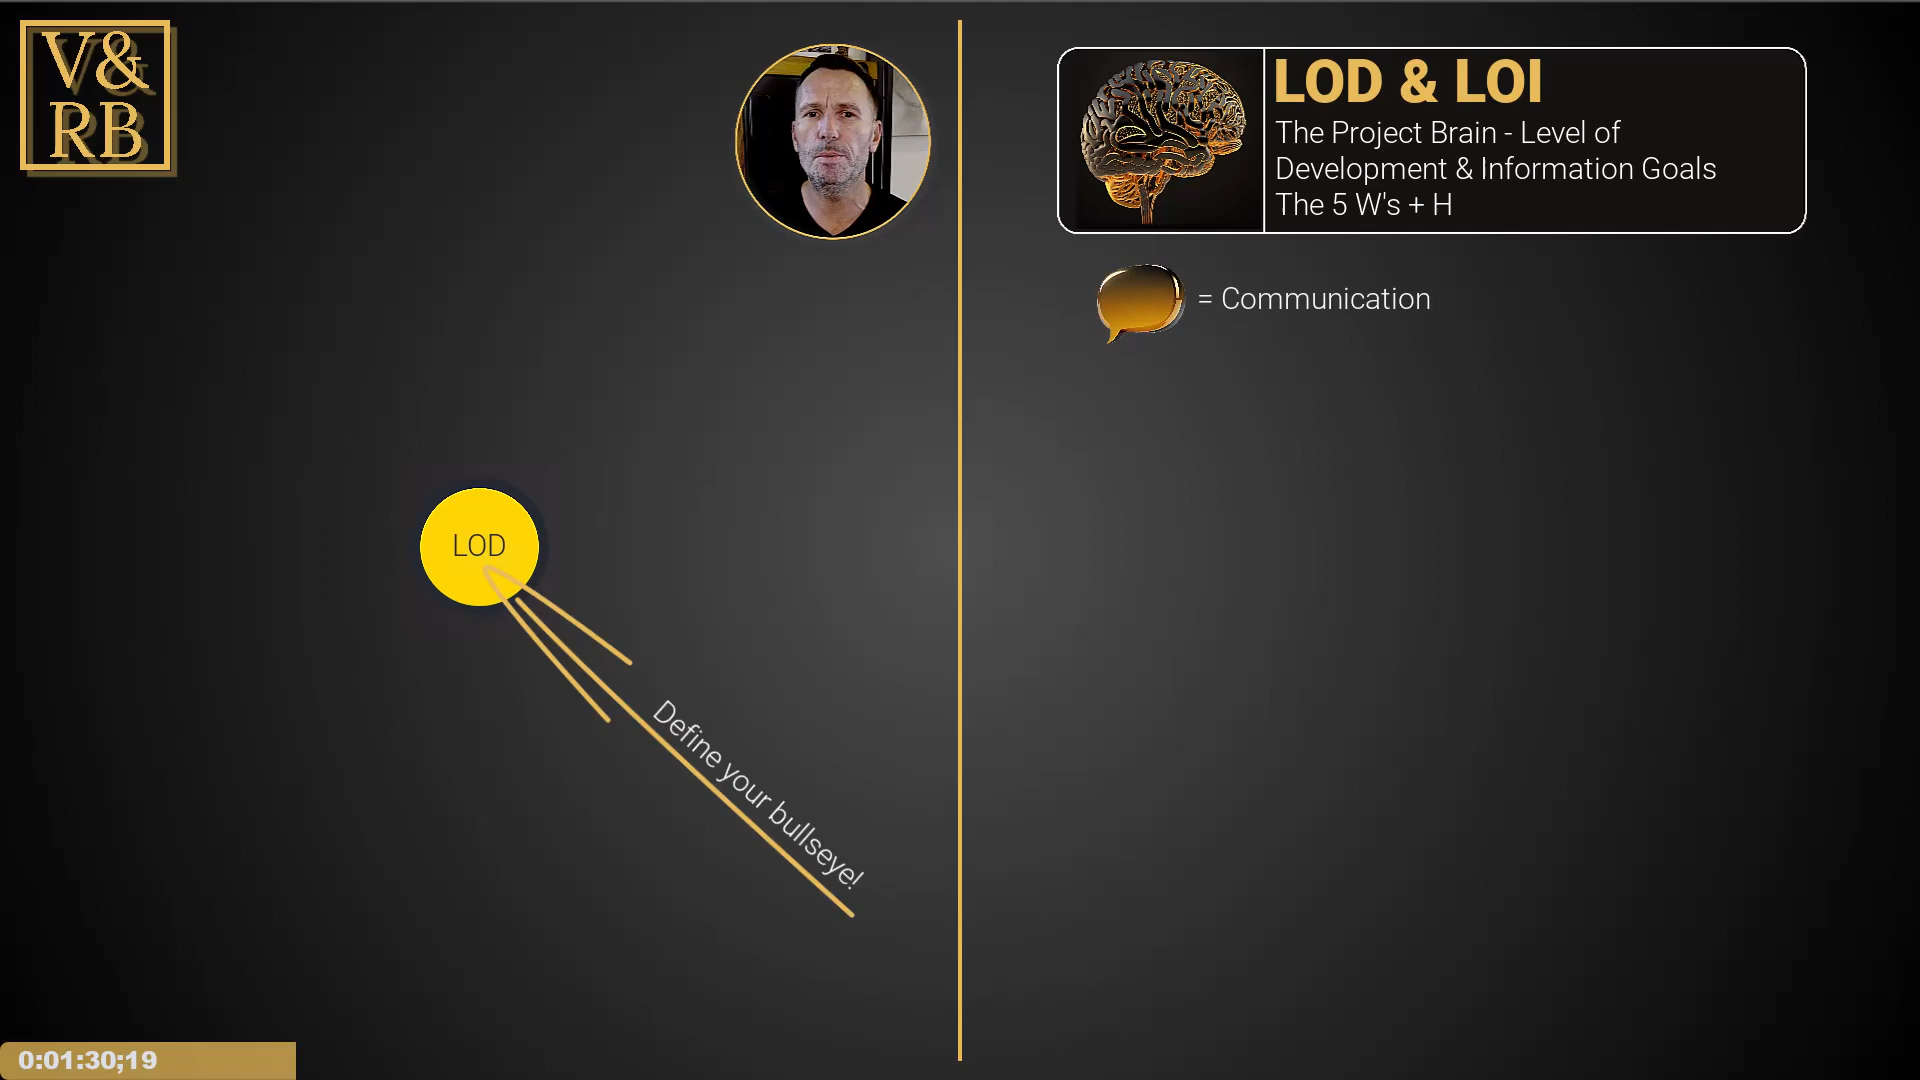 V&
RB
LOD & LOI
The Project Brain - Level of
Development & Information Goals
The 5 W's + H
= Communication
LOD
Define your bullseye!
0:01:30;19